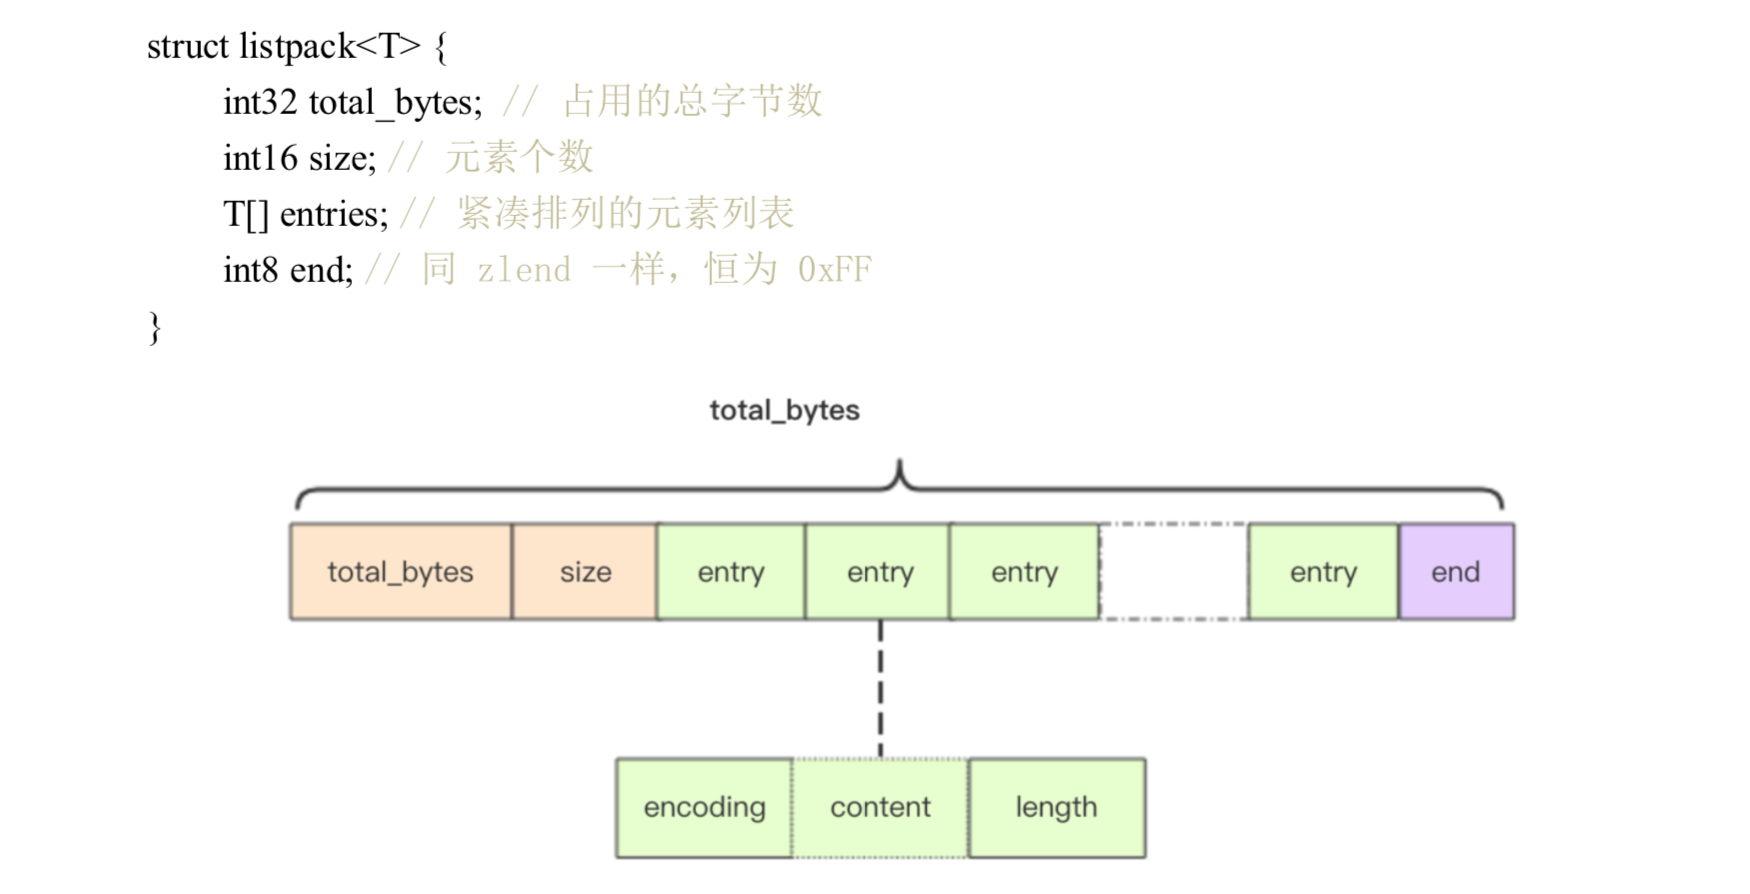 struct listpack<T> {
int32 total_bytes; // 占用的总字节数
int16 size; // 元素个数
T[] entries; // 紧凑排列的元素列表
int8 end; // 同 zlend 一样，恒为 0xFF
}
total_bytes
total_bytes size entry entry entry entry end
encoding content length